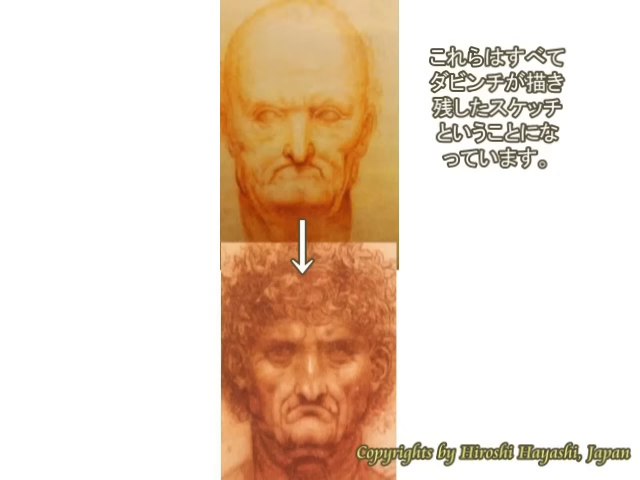 これらはすべて
ダビンチが描き
残したスケッチ
ということにな
っています。
Copyrights by Hiroshi Hayashi, Japan